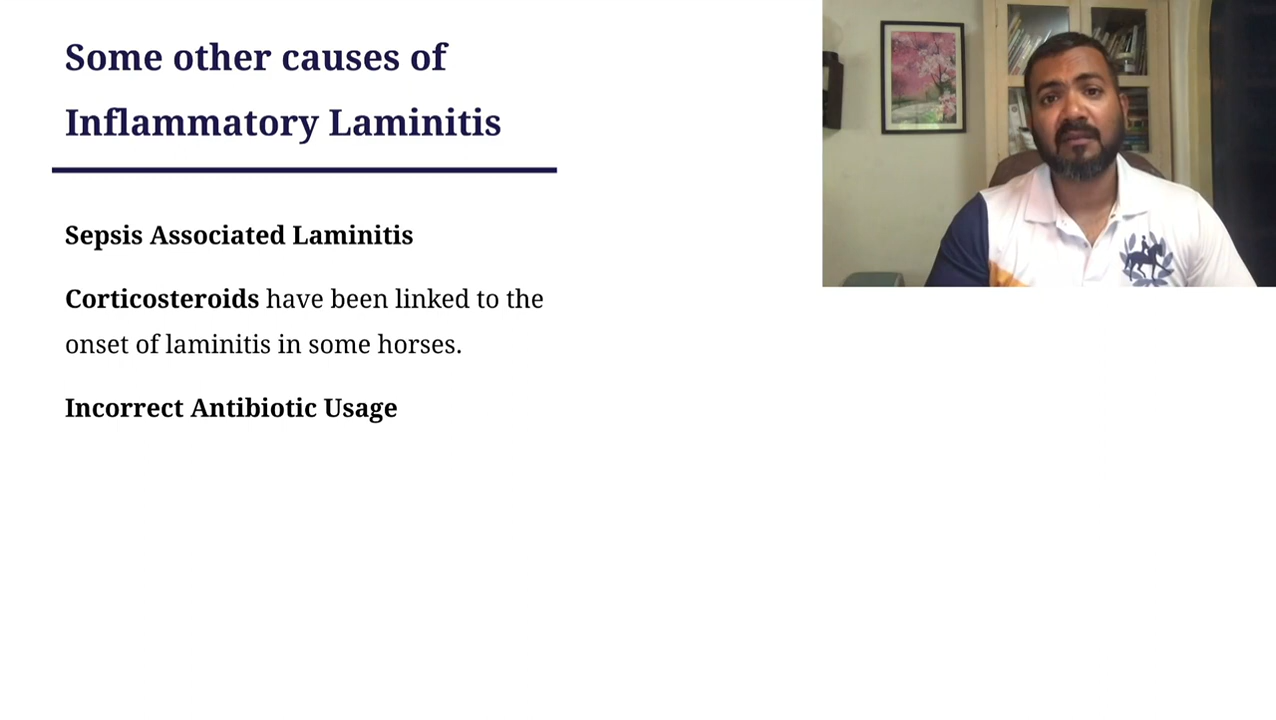 Some other causes of
Inflammatory Laminitis
Sepsis Associated Laminitis
Corticosteroids have been linked to the
onset of laminitis in some horses.
Incorrect Antibiotic Usage